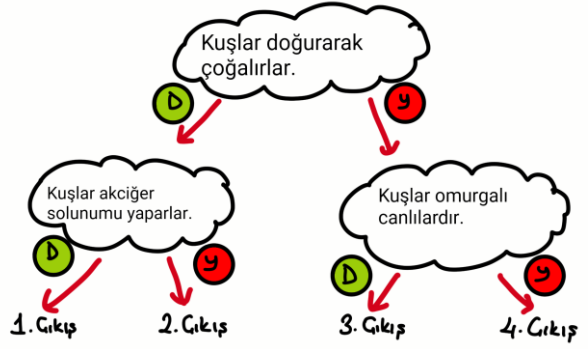 Kuşlar doğurarak
çoğalırlar.
D
Y
Kuşlar akciğer
solunumu yaparlar.
Kuşlar omurgalı
canlılardır.
D
Y
D
Y
1. Çıkış
2. Çıkış
3. Çıkış
4. Çıkış